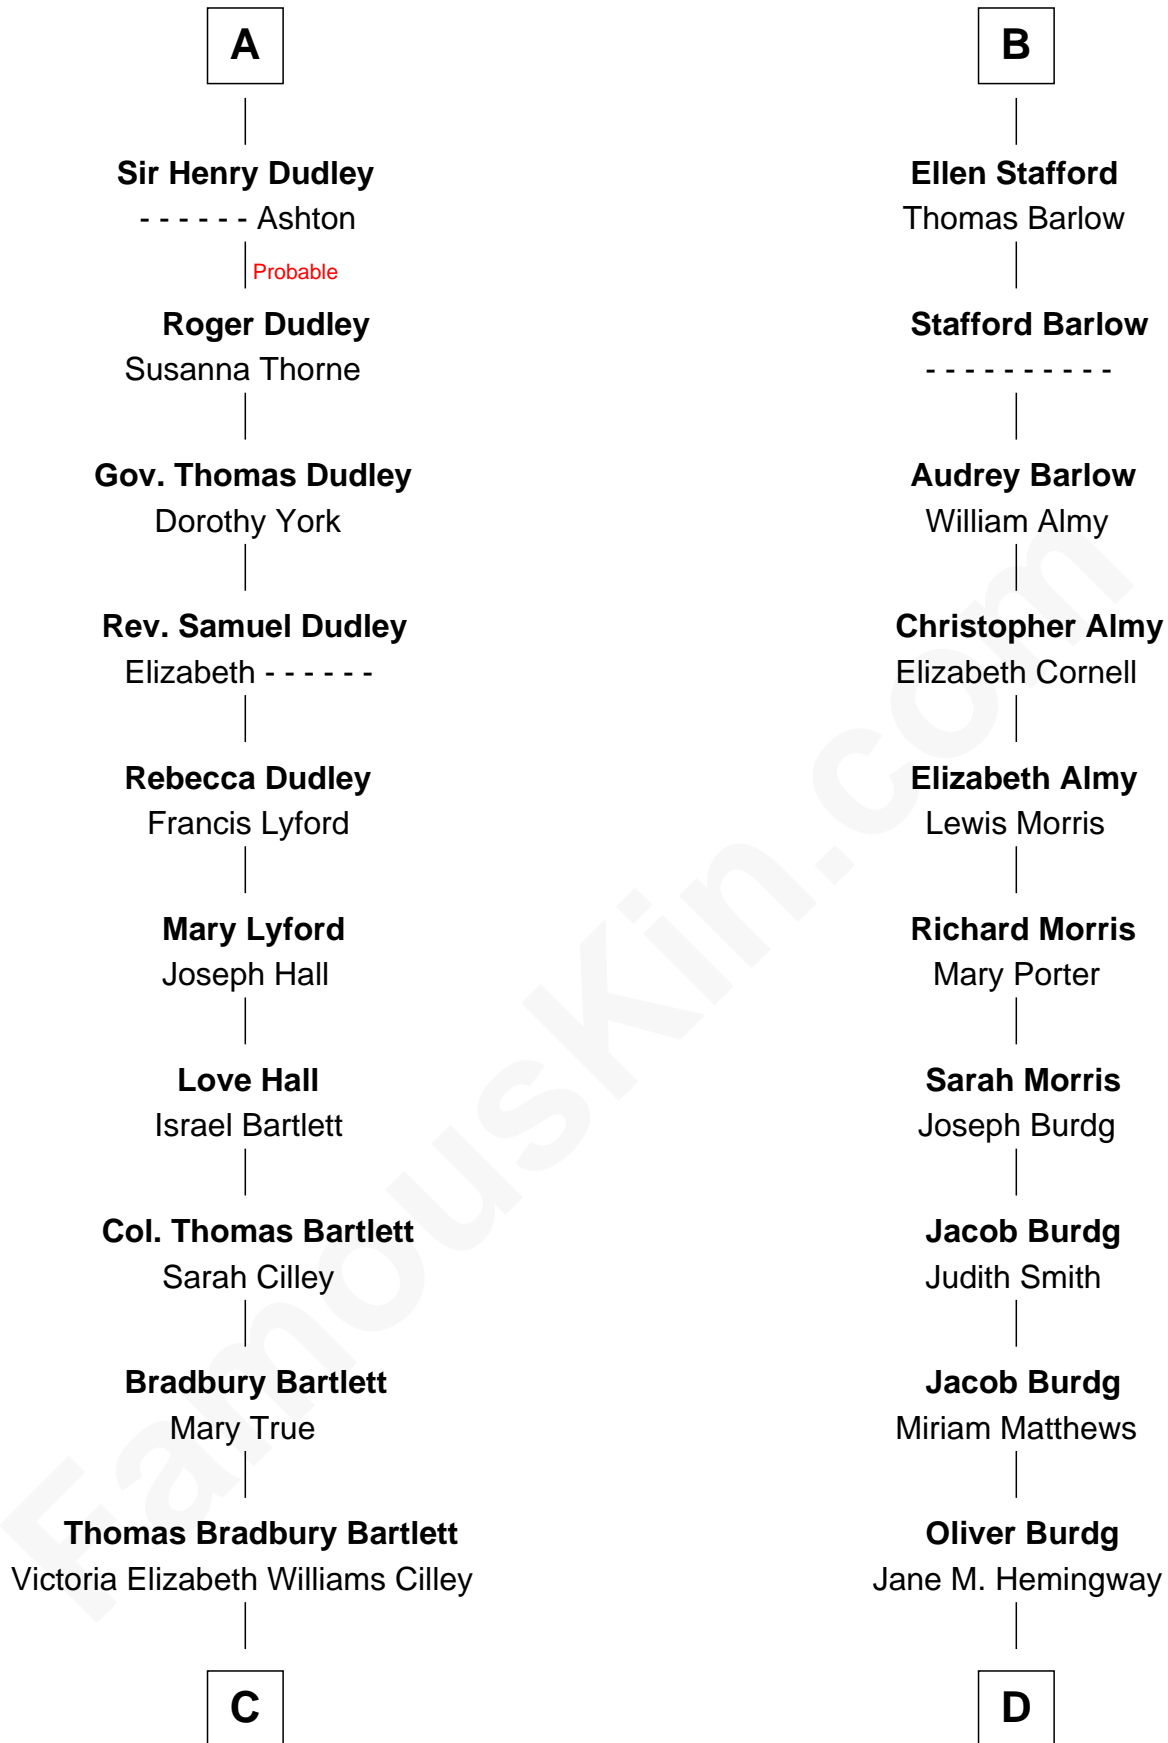 A
Sir Henry Dudley
- - - - - - Ashton
Probable
Roger Dudley
Susanna Thorne
Gov. Thomas Dudley
Dorothy York
Rev. Samuel Dudley
Elizabeth - - - - - -
Rebecca Dudley
Francis Lyford
Mary Lyford
Joseph Hall
Love Hall
Israel Bartlett
Col. Thomas Bartlett
Sarah Cilley
Bradbury Bartlett
Mary True
Thomas Bradbury Bartlett
Victoria Elizabeth Williams Cilley
C
B
Ellen Stafford
Thomas Barlow
Stafford Barlow
- - - - - - - - - -
Audrey Barlow
William Almy
Christopher Almy
Elizabeth Cornell
Elizabeth Almy
Lewis Morris
Richard Morris
Mary Porter
Sarah Morris
Joseph Burdg
Jacob Burdg
Judith Smith
Jacob Burdg
Miriam Matthews
Oliver Burdg
Jane M. Hemingway
D
FamousKin.com